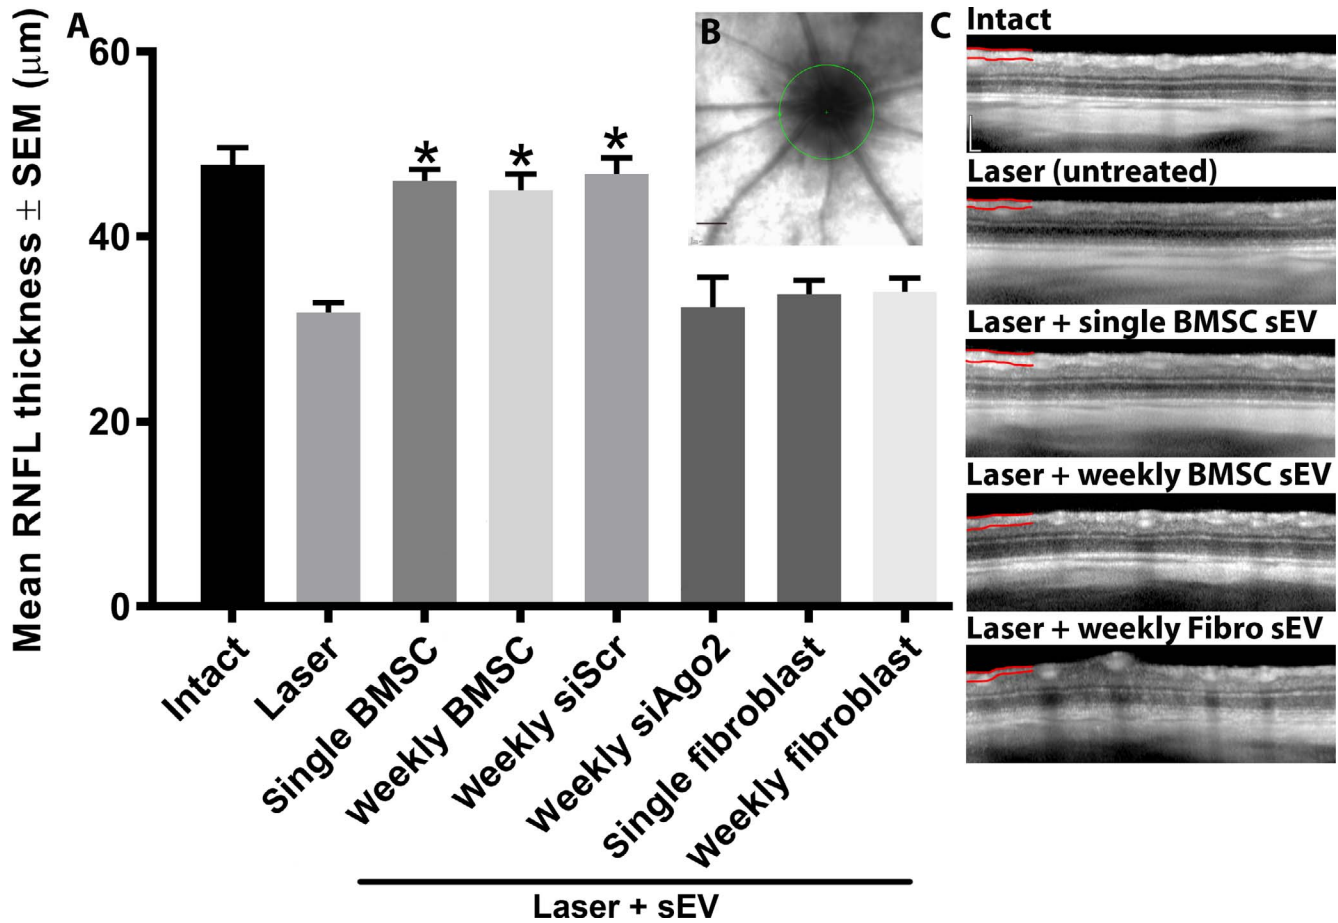 A
Mean RNFL thickness ± SEM (μm)
60
40
20
0
*
*
*
Intact
Laser
Single BMSC
Weekly BMSC
Weekly siScr
Weekly siAgo2
Single fibroblast
Weekly fibroblast
Laser + sEV
B
C
Intact
Laser (untreated)
Laser + single BMSC sEV
Laser + weekly BMSC sEV
Laser + weekly Fibro sEV